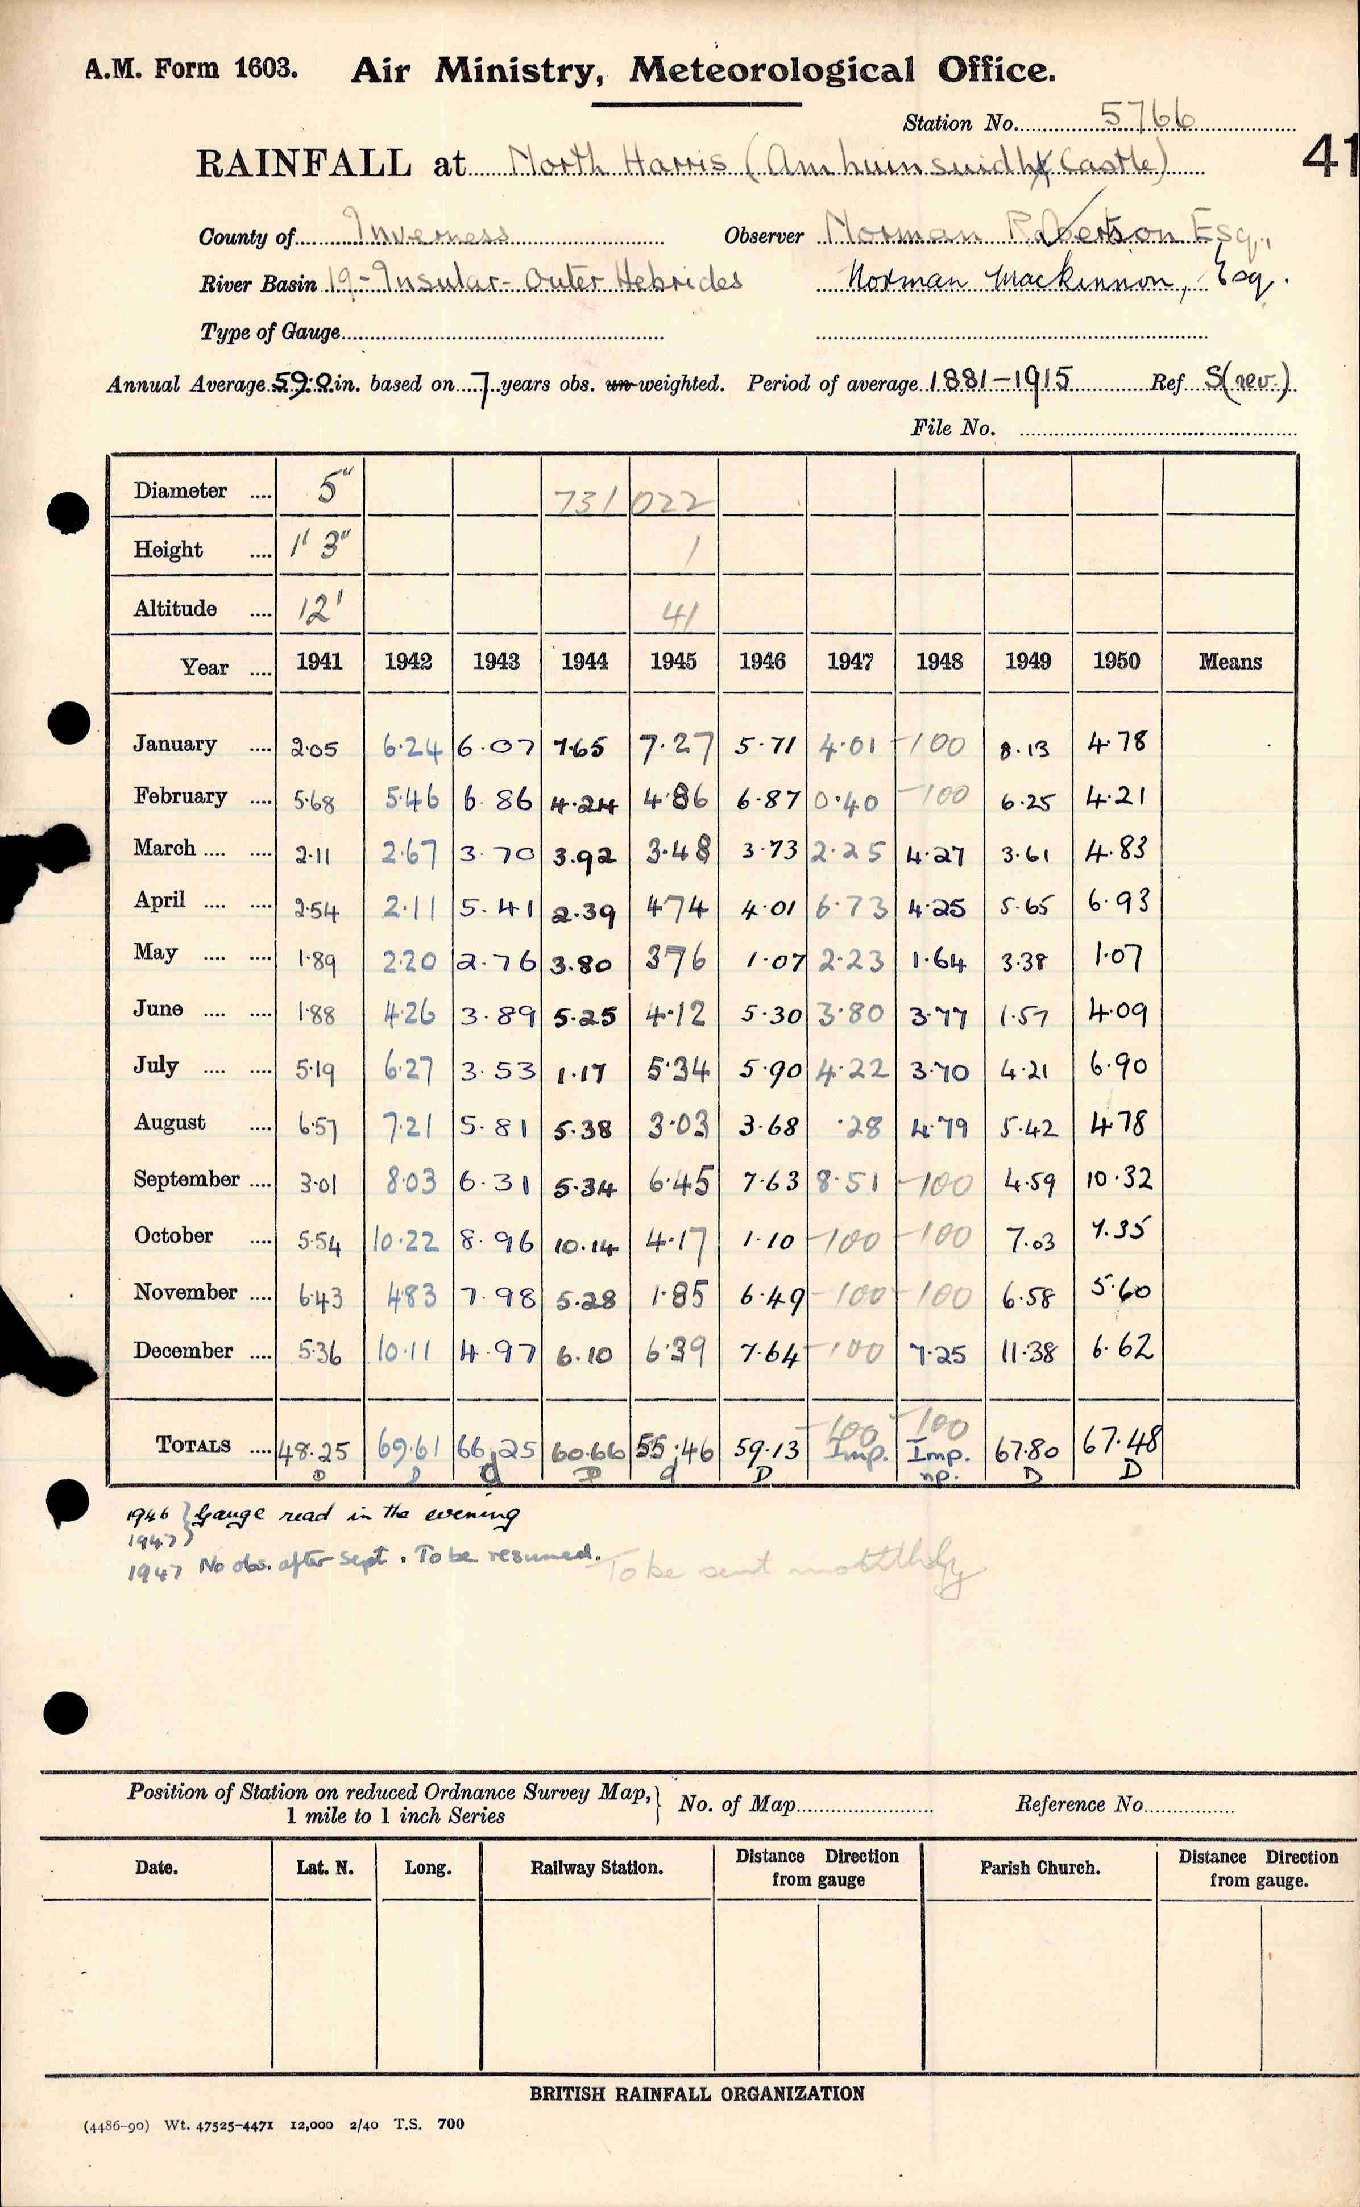 A.M. Form 1603. Air Ministry, Meteorological Office.
Station No. 5766
41
RAINFALL at North Harris (Amhuinsuidh Castle)
County of Inverness Observer Norman Robertson Esq.,
River Basin 19 - Insular - Outer Hebrides Norman Mackinnon, Esq.
Type of Gauge
Annual Average 59.0 in. based on 7 years obs. un-weighted. Period of average 1881-1915 Ref S(rev.)
File No.
Diameter .... 5" 731 022
Height .... 1' 3" 1
Altitude .... 12' 41
Year .... 1941 1942 1943 1944 1945 1946 1947 1948 1949 1950 Means
January .... 2.05 6.24 6.07 7.65 7.27 5.71 4.01 -100 8.13 4.78
February .... 5.68 5.46 6.86 4.24 4.86 6.87 0.40 -100 6.25 4.21
March .... .... 2.11 2.67 3.70 3.92 3.48 3.73 2.25 4.27 3.61 4.83
April .... .... 2.54 2.11 5.41 2.39 4.74 4.01 6.73 4.25 5.65 6.93
May .... .... 1.89 2.20 2.76 3.80 3.76 1.07 2.23 1.64 3.38 1.07
June .... .... 1.88 4.26 3.89 5.25 4.12 5.30 3.80 3.77 1.57 4.09
July .... .... 5.19 6.27 3.53 1.17 5.34 5.90 4.22 3.70 4.21 6.90
August .... 6.57 7.21 5.81 5.38 3.03 3.68 .28 4.79 5.42 4.78
September .... 3.01 8.03 6.31 5.34 6.45 7.63 8.51 -100 4.59 10.32
October .... 5.54 10.22 8.96 10.14 4.17 1.10 -100 -100 7.03 7.35
November .... 6.43 4.83 7.98 5.28 1.85 6.49 -100 -100 6.58 5.60
December .... 5.36 10.11 4.97 6.10 6.39 7.64 -100 7.25 11.38 6.62
-100 -100
TOTALS .... 48.25 69.61 66.25 60.66 55.46 59.13 Imp. Imp. 67.80 67.48
D D d D d D np. D D
1946 } Gauge read in the evening
1947 }
1947 No obs. after Sept. To be resumed. To be sent monthly
Position of Station on reduced Ordnance Survey Map, } No. of Map Reference No.
1 mile to 1 inch Series
Date. Lat. N. Long. Railway Station. Distance Direction from gauge Parish Church. Distance Direction from gauge.
BRITISH RAINFALL ORGANIZATION
(4486-90) Wt. 47525-4471 12,000 2/40 T.S. 700